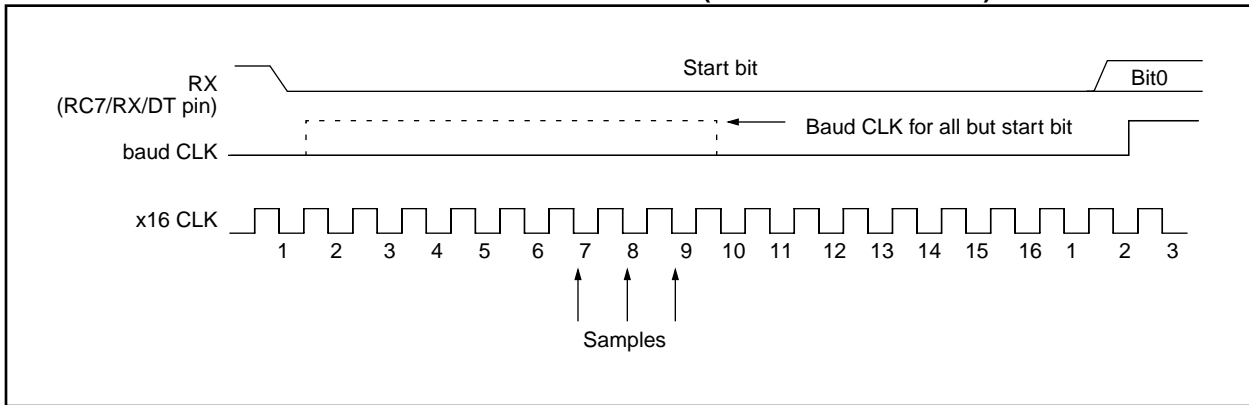 Start bit
RX
(RC7/RX/DT pin)
Bit0
Baud CLK for all but start bit
baud CLK
x16 CLK
1 2 3 4 5 6 7 8 9 10 11 12 13 14 15 16 1 2 3
Samples